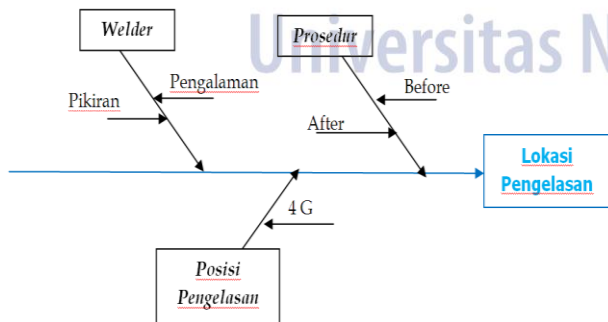 Universitas N
Welder
Prosedur
Pengalaman
Pikiran
Before
After
Lokasi
Pengelasan
4 G
Posisi
Pengelasan